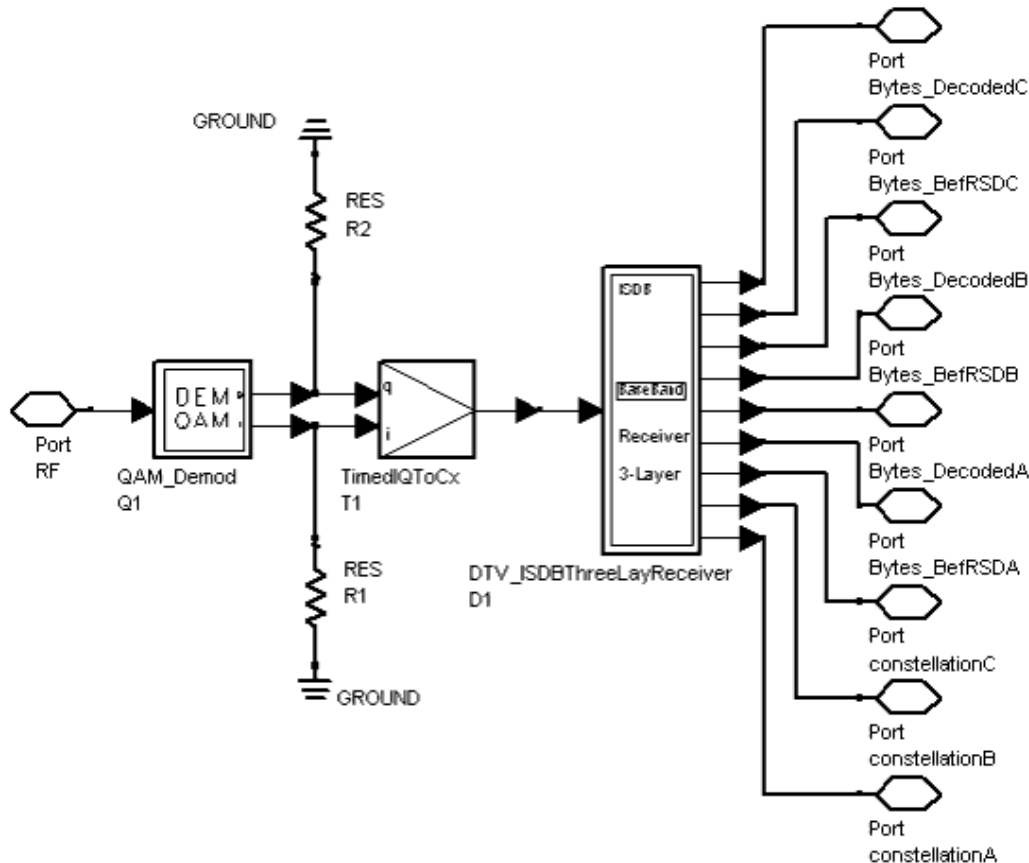 Port
Bytes_DecodedC
GROUND
Port
Bytes_BefRSDC
RES
R2
Port
Bytes_DecodedB
ISDB
DEM
QAM
q
i
BaseBand
Receiver
3-Layer
Port
Bytes_BefRSDB
Port
RF
QAM_Demod
Q1
TimedIQToCx
T1
Port
Bytes_DecodedA
RES
R1
DTV_ISDBThreeLayReceiver
D1
Port
Bytes_BefRSDA
GROUND
Port
constellationC
Port
constellationB
Port
constellationA